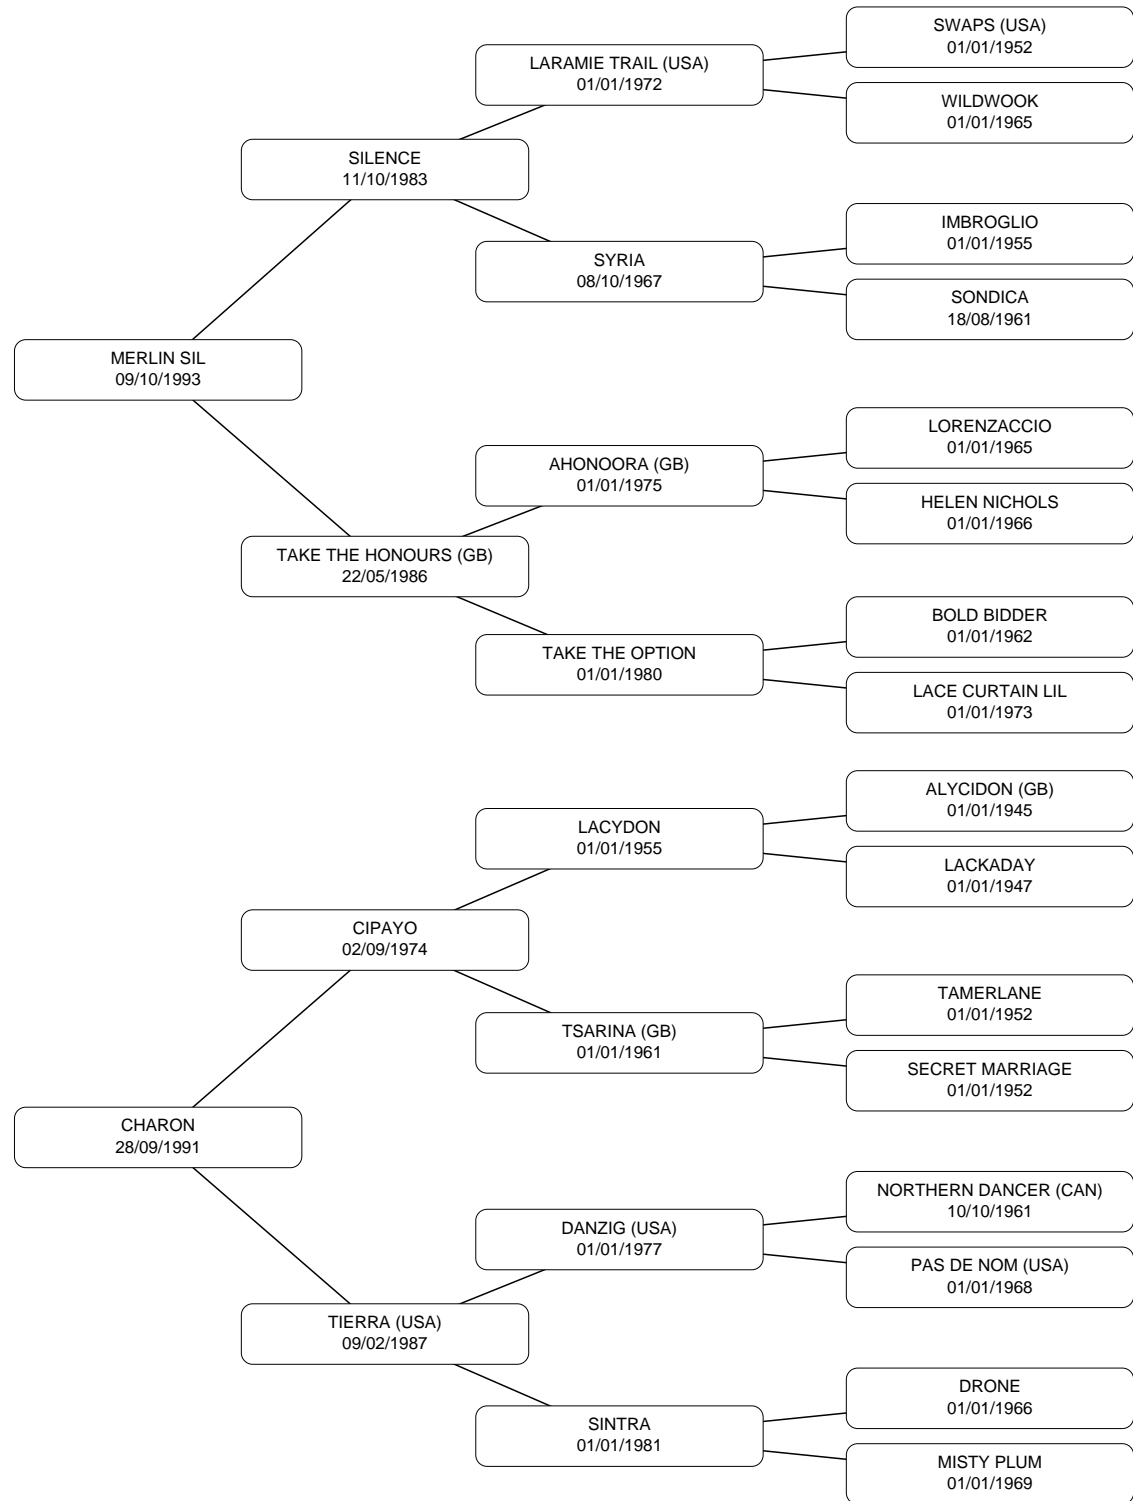 SWAPS (USA)
01/01/1952
LARAMIE TRAIL (USA)
01/01/1972
WILDWOOK
01/01/1965
SILENCE
11/10/1983
IMBROGLIO
01/01/1955
SYRIA
08/10/1967
SONDICA
18/08/1961
MERLIN SIL
09/10/1993
LORENZACCIO
01/01/1965
AHONOORA (GB)
01/01/1975
HELEN NICHOLS
01/01/1966
TAKE THE HONOURS (GB)
22/05/1986
BOLD BIDDER
01/01/1962
TAKE THE OPTION
01/01/1980
LACE CURTAIN LIL
01/01/1973
ALYCIDON (GB)
01/01/1945
LACYDON
01/01/1955
LACKADAY
01/01/1947
CIPAYO
02/09/1974
TAMERLANE
01/01/1952
TSARINA (GB)
01/01/1961
SECRET MARRIAGE
01/01/1952
CHARON
28/09/1991
NORTHERN DANCER (CAN)
10/10/1961
DANZIG (USA)
01/01/1977
PAS DE NOM (USA)
01/01/1968
TIERRA (USA)
09/02/1987
DRONE
01/01/1966
SINTRA
01/01/1981
MISTY PLUM
01/01/1969